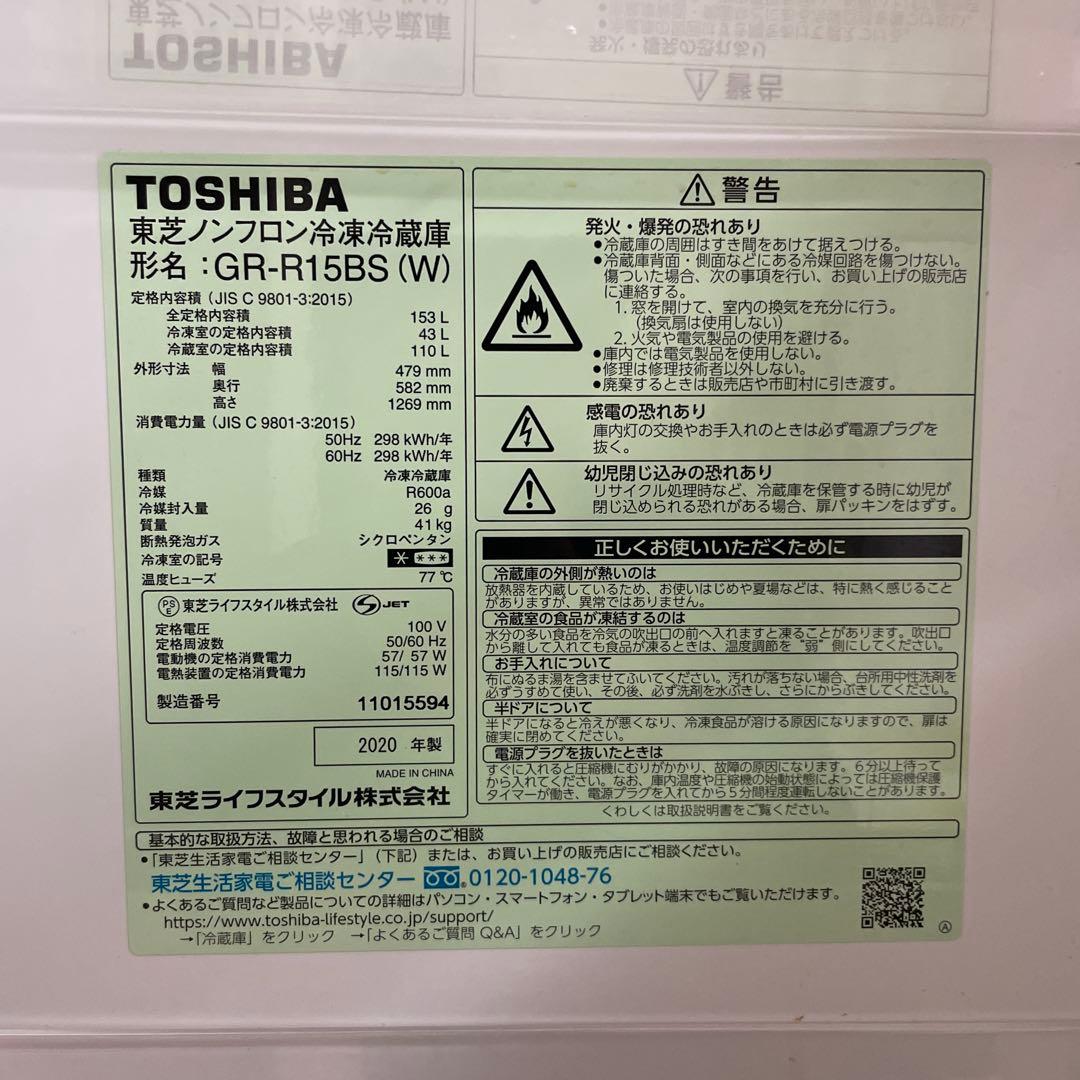 TOSHIBA
東芝ノンフロン冷凍冷蔵庫
形名：GR-R15BS (W)
定格内容積 (JIS C 9801-3:2015)
全定格内容積 153 L
冷凍室の定格内容積 43 L
冷蔵室の定格内容積 110 L
外形寸法 幅 479 mm
奥行 582 mm
高さ 1269 mm
消費電力量 (JIS C 9801-3:2015)
50Hz 298 kWh/年
60Hz 298 kWh/年
種類 冷凍冷蔵庫
冷媒 R600a
冷媒封入量 26 g
質量 41 kg
断熱発泡ガス シクロペンタン
冷凍室の記号 * ***
温度ヒューズ 77 ℃
PSE 東芝ライフスタイル株式会社 S JET
定格電圧 100 V
定格周波数 50/60 Hz
電動機の定格消費電力 57/ 57 W
電熱装置の定格消費電力 115/115 W
製造番号 11015594
2020 年製
MADE IN CHINA
東芝ライフスタイル株式会社
⚠警告
発火・爆発の恐れあり
●冷蔵庫の周囲はすき間をあけて据えつける。
●冷蔵庫背面・側面などにある冷媒回路を傷つけない。
傷ついた場合、次の事項を行い、お買い上げの販売店
に連絡する。
1. 窓を開けて、室内の換気を充分に行う。
(換気扇は使用しない)
2. 火気や電気製品の使用を避ける。
●庫内では電気製品を使用しない。
●修理は修理技術者以外しない。
●廃棄するときは販売店や市町村に引き渡す。
感電の恐れあり
庫内灯の交換やお手入れのときは必ず電源プラグを
抜く。
幼児閉じ込みの恐れあり
リサイクル処理時など、冷蔵庫を保管する時に幼児が
閉じ込められる恐れがある場合、扉パッキンをはずす。
正しくお使いいただくために
冷蔵庫の外側が熱いのは
放熱器を内蔵しているため、お使いはじめや夏場などは、特に熱く感じること
がありますが、異常ではありません。
冷蔵室の食品が凍結するのは
水分の多い食品を冷気の吹出口の前へ入れますと凍ることがあります。吹出口
から離して入れても食品が凍るときは、温度調節を“弱”側にしてください。
お手入れについて
布にぬるま湯を含ませてふいてください。汚れが落ちない場合、台所用中性洗剤を
必ずうすめて使い、その後、必ず洗剤を水ぶきし、さらにからぶきしてください。
半ドアについて
半ドアになると冷えが悪くなり、冷凍食品が溶ける原因になりますので、扉は
確実に閉めてください。
電源プラグを抜いたときは
すぐに入れると圧縮機にむりがかかり、故障の原因になります。6分以上待って
から入れてください。なお、庫内温度や圧縮機の始動状態によっては圧縮機保護
タイマーが働き、電源プラグを入れてから5分間程度運転しないことがあります。
くわしくは取扱説明書をご覧ください。
基本的な取扱方法、故障と思われる場合のご相談
●「東芝生活家電ご相談センター」（下記）または、お買い上げの販売店にご相談ください。
東芝生活家電ご相談センター 0120-1048-76
●よくあるご質問など製品についての詳細はパソコン・スマートフォン・タブレット端末でもご覧いただけます。
https://www.toshiba-lifestyle.co.jp/support/
→「冷蔵庫」をクリック →「よくあるご質問 Q&A」をクリック
Ⓐ